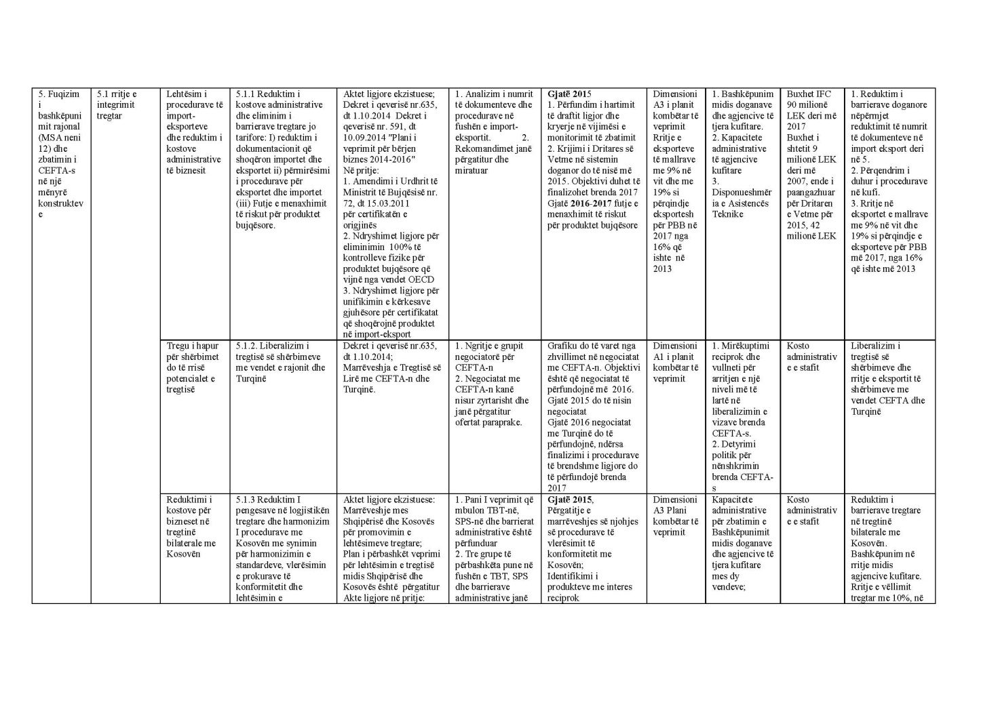 5. Fuqizim
i
bashkëpuni
mit rajonal
(MSA neni
12) dhe
zbatimin i
CEFTA-s
në një
mënyrë
konstruktev
e
5.1 rritje e
integrimit
tregtar
Lehtësim i
procedurave të
import-
eksporteve
dhe reduktim i
kostove
administrative
të biznesit
5.1.1 Reduktim i
kostove administrative
dhe eliminim i
barrierave tregtare jo
tarifore: I) reduktim i
dokumentacionit që
shoqëron importet dhe
eksportet ii) përmirësimi
i procedurave për
eksportet dhe importet
(iii) Futje e menaxhimit
të riskut për produktet
bujqësore.
Aktet ligjore ekzistuese;
Dekret i qeverisë nr.635,
dt 1.10.2014 Dekret i
qeverisë nr. 591, dt
10.09.2014 "Plani i
veprimit për bërjen
biznes 2014-2016"
Në pritje:
1. Amendimi i Urdhrit të
Ministrit të Bujqësisë nr.
72, dt 15.03.2011
për certifikatën e
origjinës
2. Ndryshimet ligjore për
eliminimin 100% të
kontrolleve fizike për
produktet bujqësore që
vijnë nga vendet OECD
3. Ndryshimet ligjore për
unifikimin e kërkesave
gjuhësore për certifikatat
që shoqërojnë produktet
në import-eksport
1. Analizim i numrit
të dokumenteve dhe
procedurave në
fushën e import-
eksportit. 2.
Rekomandimet janë
përgatitur dhe
miratuar
Gjatë 2015
1. Përfundim i hartimit
të draftit ligjor dhe
kryerje në vijimësi e
monitorimit të zbatimit
2. Krijimi i Dritares së
Vetme në sistemin
doganor do të nisë më
2015. Objektivi duhet të
finalizohet brenda 2017
Gjatë 2016-2017 futje e
menaxhimit të riskut
për produktet bujqësore
Dimensioni
A3 i planit
kombëtar të
veprimit
Rritje e
eksporteve
të mallrave
me 9% në
vit dhe me
19% si
përqindje
eksportesh
për PBB në
2017 nga
16% që
ishte në
2013
1. Bashkëpunim
midis doganave
dhe agjencive të
tjera kufitare.
2. Kapacitete
administrative
të agjencive
kufitare
3.
Disponueshmër
ia e Asistencës
Teknike
Buxhet IFC
90 milionë
LEK deri më
2017
Buxhet i
shtetit 9
milionë LEK
deri më
2007, ende i
paangazhuar
për Dritaren
e Vetme për
2015, 42
milionë LEK
1. Reduktim i
barrierave doganore
nëpërmjet
reduktimit të numrit
të dokumenteve në
import eksport deri
në 5.
2. Përqendrim i
duhur i procedurave
në kufi.
3. Rritje në
eksportet e mallrave
me 9% në vit dhe
19% si përqindje e
eksporteve për PBB
më 2017, nga 16%
që ishte më 2013
Tregu i hapur
për shërbimet
do të rrisë
potencialet e
tregtisë
5.1.2. Liberalizim i
tregtisë së shërbimeve
me vendet e rajonit dhe
Turqinë
Dekret i qeverisë nr.635,
dt 1.10.2014;
Marrëveshja e Tregtisë së
Lirë me CEFTA-n dhe
Turqinë.
1. Ngritje e grupit
negociatorë për
CEFTA-n
2. Negociatat me
CEFTA-n kanë
nisur zyrtarisht dhe
janë përgatitur
ofertat paraprake.
Grafiku do të varet nga
zhvillimet në negociatat
me CEFTA-n. Objektivi
është që negociatat të
përfundojnë më 2016.
Gjatë 2015 do të nisin
negociatat
Gjatë 2016 negociatat
me Turqinë do të
përfundojnë, ndërsa
finalizimi i procedurave
të brendshme ligjore do
të përfundojë brenda
2017
Dimensioni
A1 i planit
kombëtar të
veprimit
1. Mirëkuptimi
reciprok dhe
vullneti për
arritjen e një
niveli më të
lartë në
liberalizimin e
vizave brenda
CEFTA-s.
2. Detyrimi
politik për
nënshkrimin
brenda CEFTA-
s
Kosto
administrativ
e e stafit
Liberalizim i
tregtisë së
shërbimeve dhe
rritje e eksportit të
shërbimeve me
vendet CEFTA dhe
Turqinë
Reduktimi i
kostove për
bizneset në
tregtinë
bilaterale me
Kosovën
5.1.3 Reduktim I
pengesave në logjistikën
tregtare dhe harmonizim
I procedurave me
Kosovën me synimin
për harmonizimin e
standardeve, vlerësimin
e prokurave të
konformitetit dhe
lehtësimin e
Aktet ligjore ekzistuese:
Marrëveshje mes
Shqipërisë dhe Kosovës
për promovimin e
lehtësimeve tregtare;
Plan i përbashkët veprimi
për lehtësimin e tregtisë
midis Shqipërisë dhe
Kosovës është përgatitur
Akte ligjore në pritje:
1. Pani I veprimit që
mbulon TBT-në,
SPS-në dhe barrierat
administrative është
përfunduar
2. Tre grupe të
përbashkëta pune në
fushën e TBT, SPS
dhe barrierave
administrative janë
Gjatë 2015,
Përgatitje e
marrëveshjes së njohjes
së procedurave të
vlerësimit të
konformitetit me
Kosovën;
Identifikimi i
produkteve me interes
reciprok
Dimensioni
A3 Plani
kombëtar të
veprimit
Kapacitete
administrative
për zbatimin e
Bashkëpunimit
midis doganave
dhe agjencive të
tjera kufitare
mes dy
vendeve;
Kosto
administrativ
e e stafit
Reduktim i
barrierave tregtare
në tregtinë
bilaterale me
Kosovën.
Bashkëpunim në
rritje midis
agjencive kufitare.
Rritje e vëllimit
tregtar me 10%, në